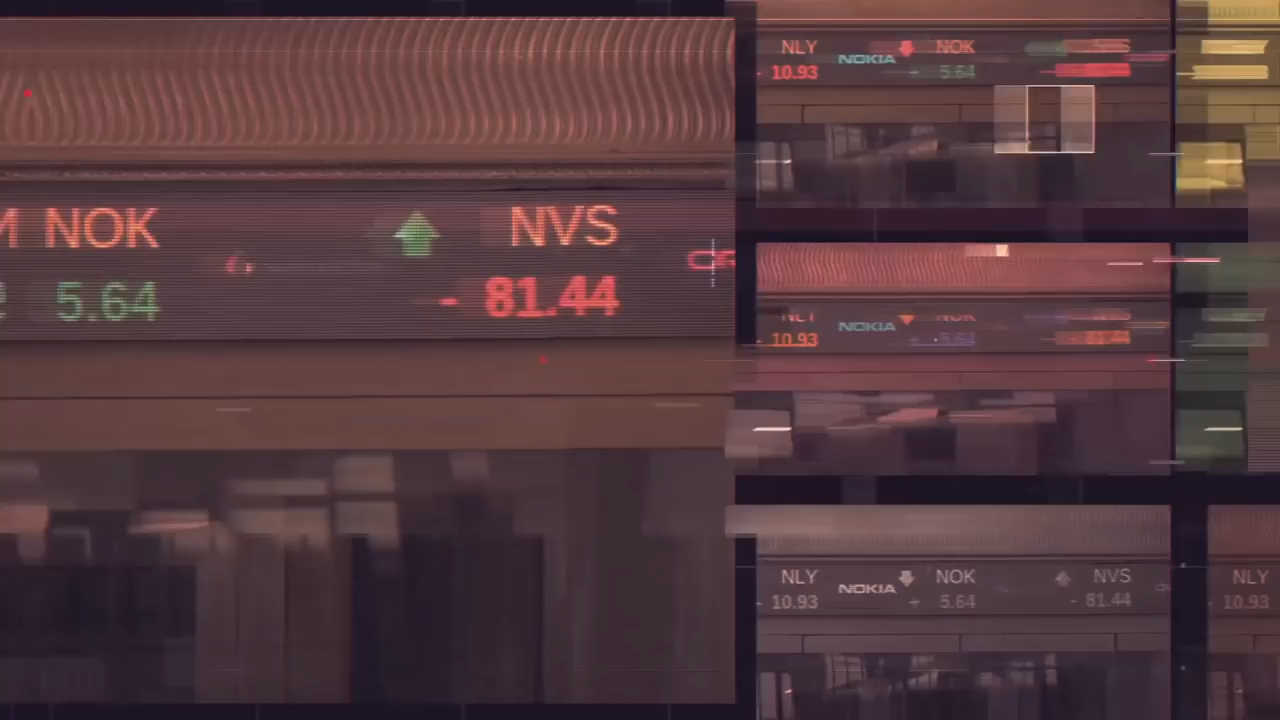 NOK
NVS
5.64
- 81.44
NLY
NOKIA
NOK
- 10.93
5.64
NOKIA
- 10.93
NLY
NOK
NVS
NOKIA
- 10.93
+ 5.64
- 81.44
NLY
- 10.93